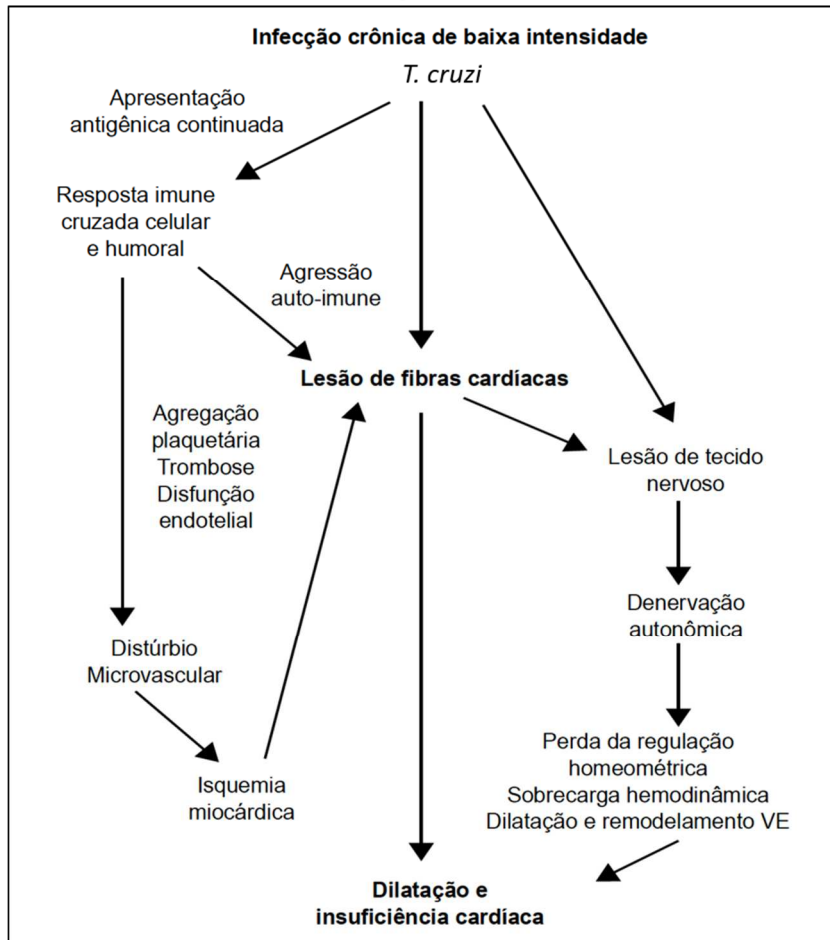 Infecção crônica de baixa intensidade
T. cruzi
Apresentação
antigênica continuada
Resposta imune
cruzada celular
e humoral
Agressão
auto-imune
Lesão de fibras cardíacas
Agregação
plaquetária
Trombose
Disfunção
endotelial
Lesão de tecido
nervoso
Denervação
autonômica
Distúrbio
Microvascular
Perda da regulação
homeométrica
Sobrecarga hemodinâmica
Dilatação e remodelamento VE
Isquemia
miocárdica
Dilatação e
insuficiência cardíaca